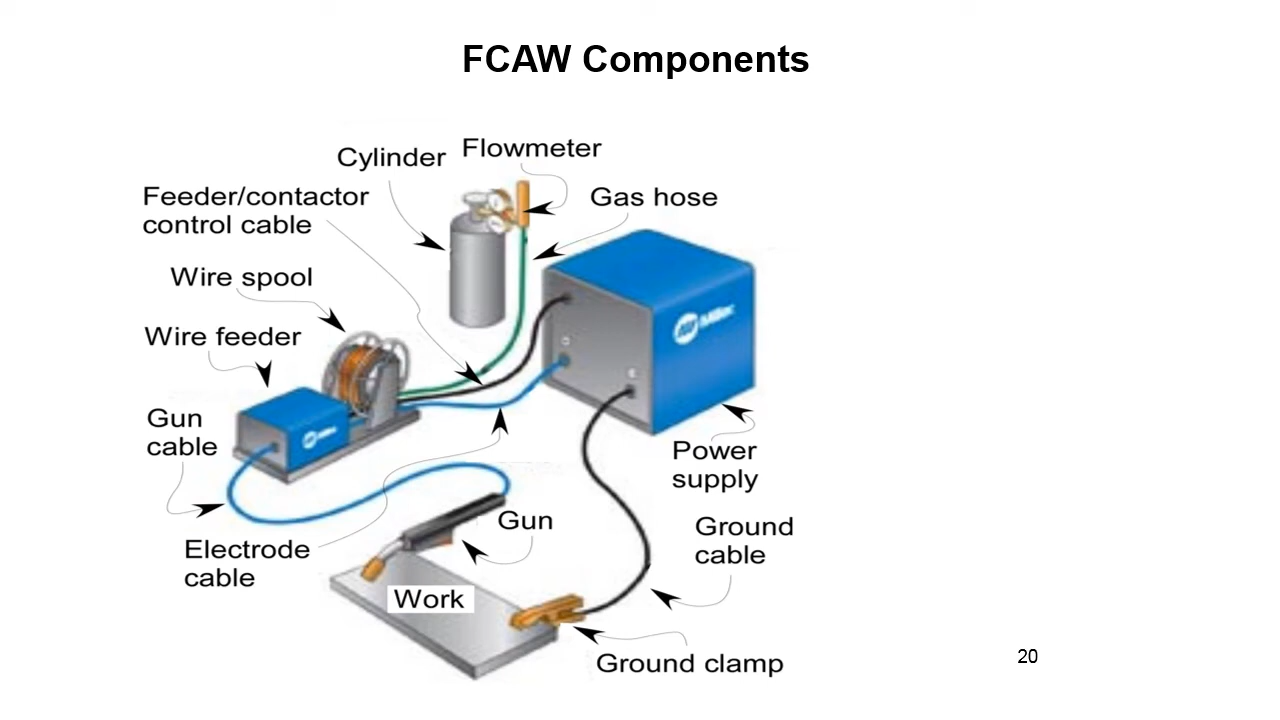 FCAW Components
Cylinder
Flowmeter
Feeder/contactor
control cable
Gas hose
Wire spool
Wire feeder
Miller
Gun
cable
Power
supply
Gun
Ground
cable
Electrode
cable
Work
Ground clamp
20